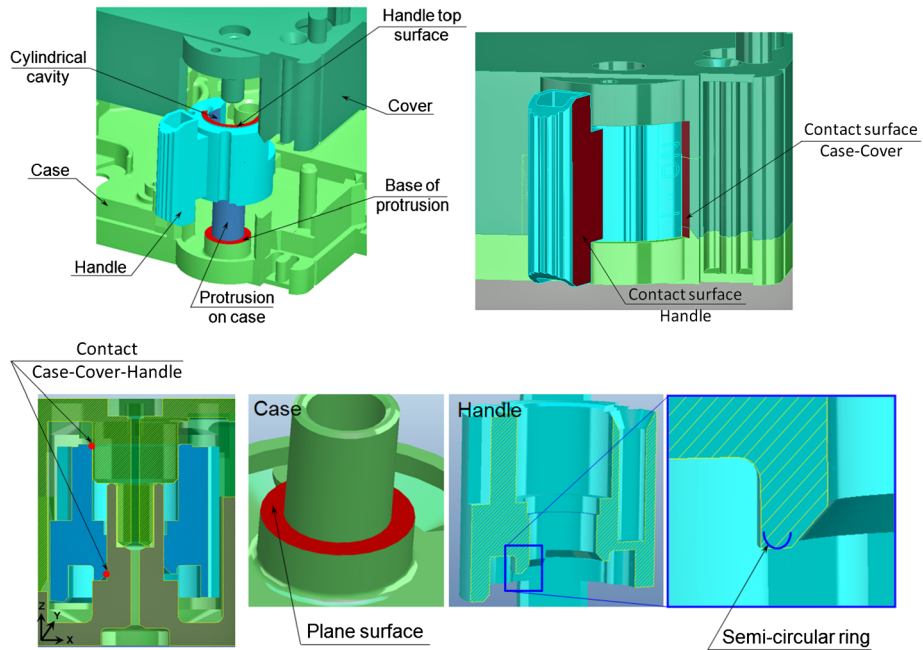 Handle top
surface
Cylindrical
cavity
Cover
Case
Base of
protrusion
Handle
Protrusion
on case
Contact surface
Case-Cover
Contact surface
Handle
Contact
Case-Cover-Handle
Case
Handle
Z
Y
X
Plane surface
Semi-circular ring